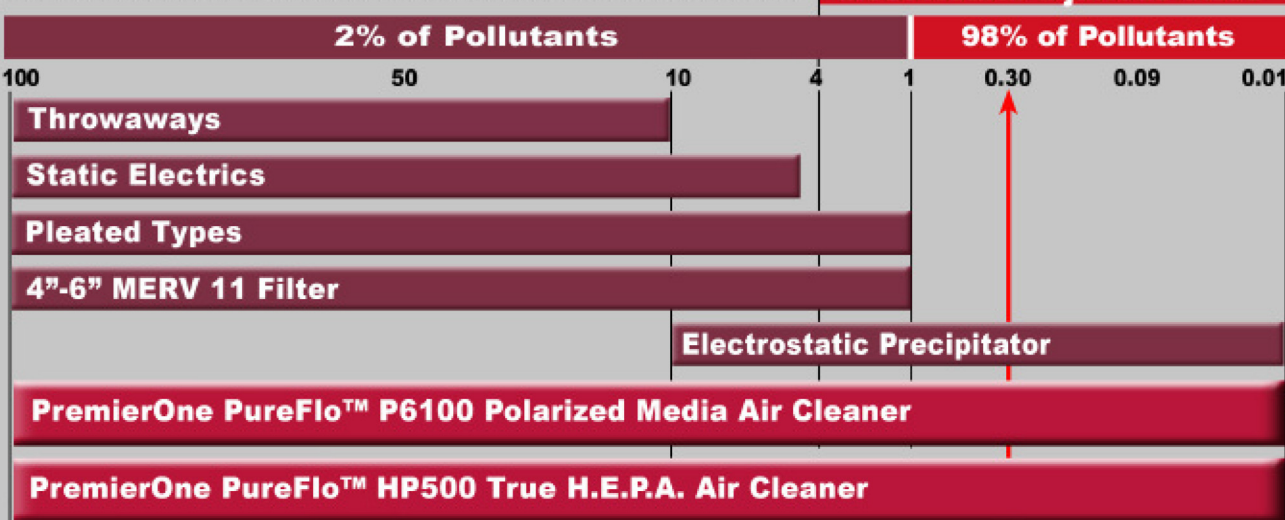 2% of Pollutants 98% of Pollutants
100 50 10 4 1 0.30 0.09 0.01
Throwaways
Static Electrics
Pleated Types
4”-6” MERV 11 Filter
Electrostatic Precipitator
PremierOne PureFlo™ P6100 Polarized Media Air Cleaner
PremierOne PureFlo™ HP500 True H.E.P.A. Air Cleaner